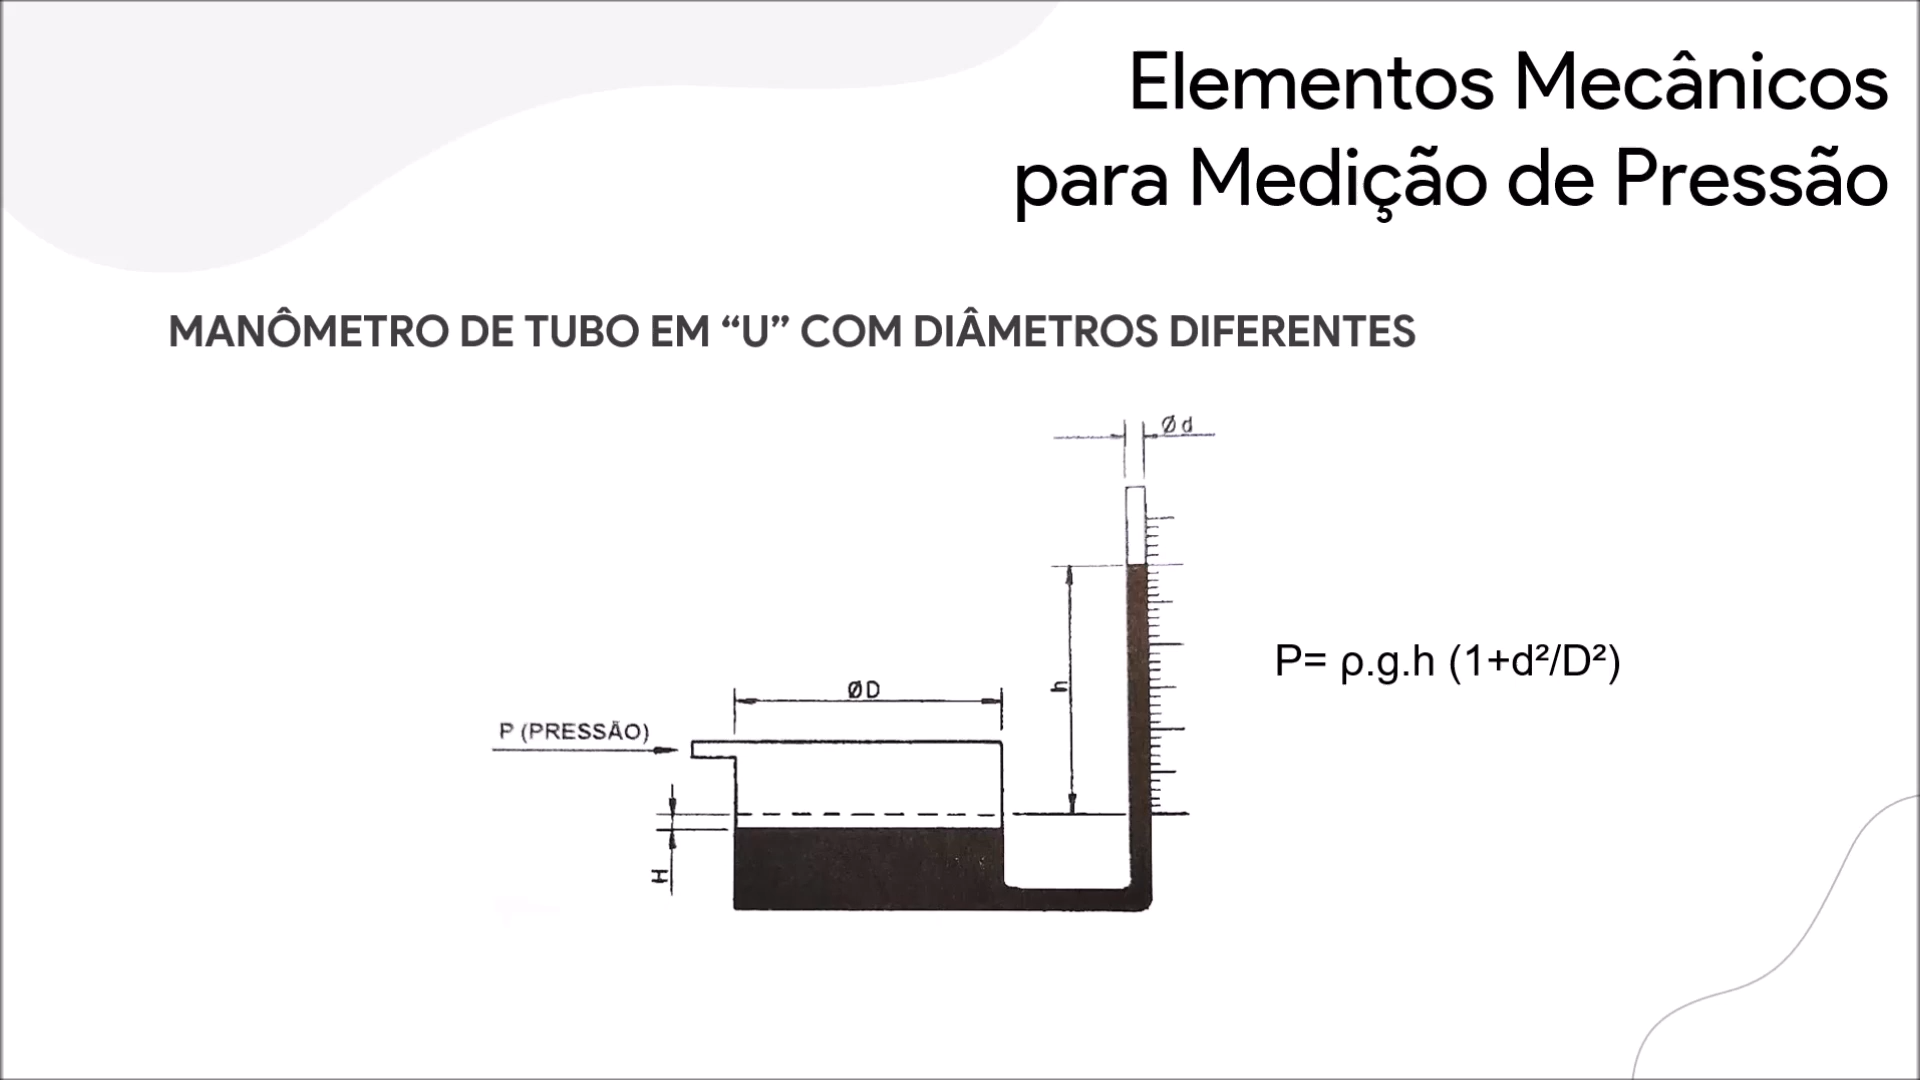 Elementos Mecânicos
para Medição de Pressão
MANÔMETRO DE TUBO EM “U” COM DIÂMETROS DIFERENTES
Ød
h
P= ρ.g.h (1+d²/D²)
ØD
P (PRESSÃO)
H